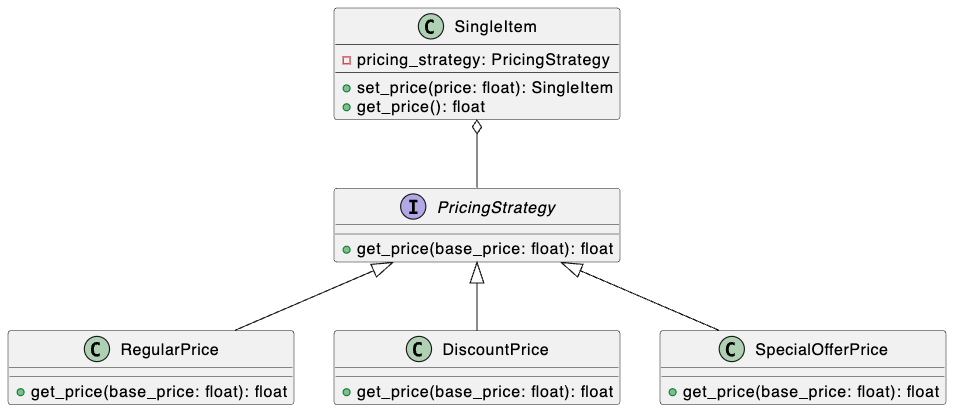 C SingleItem
pricing_strategy: PricingStrategy
set_price(price: float): SingleItem
get_price(): float
I PricingStrategy
get_price(base_price: float): float
C RegularPrice
get_price(base_price: float): float
C DiscountPrice
get_price(base_price: float): float
C SpecialOfferPrice
get_price(base_price: float): float